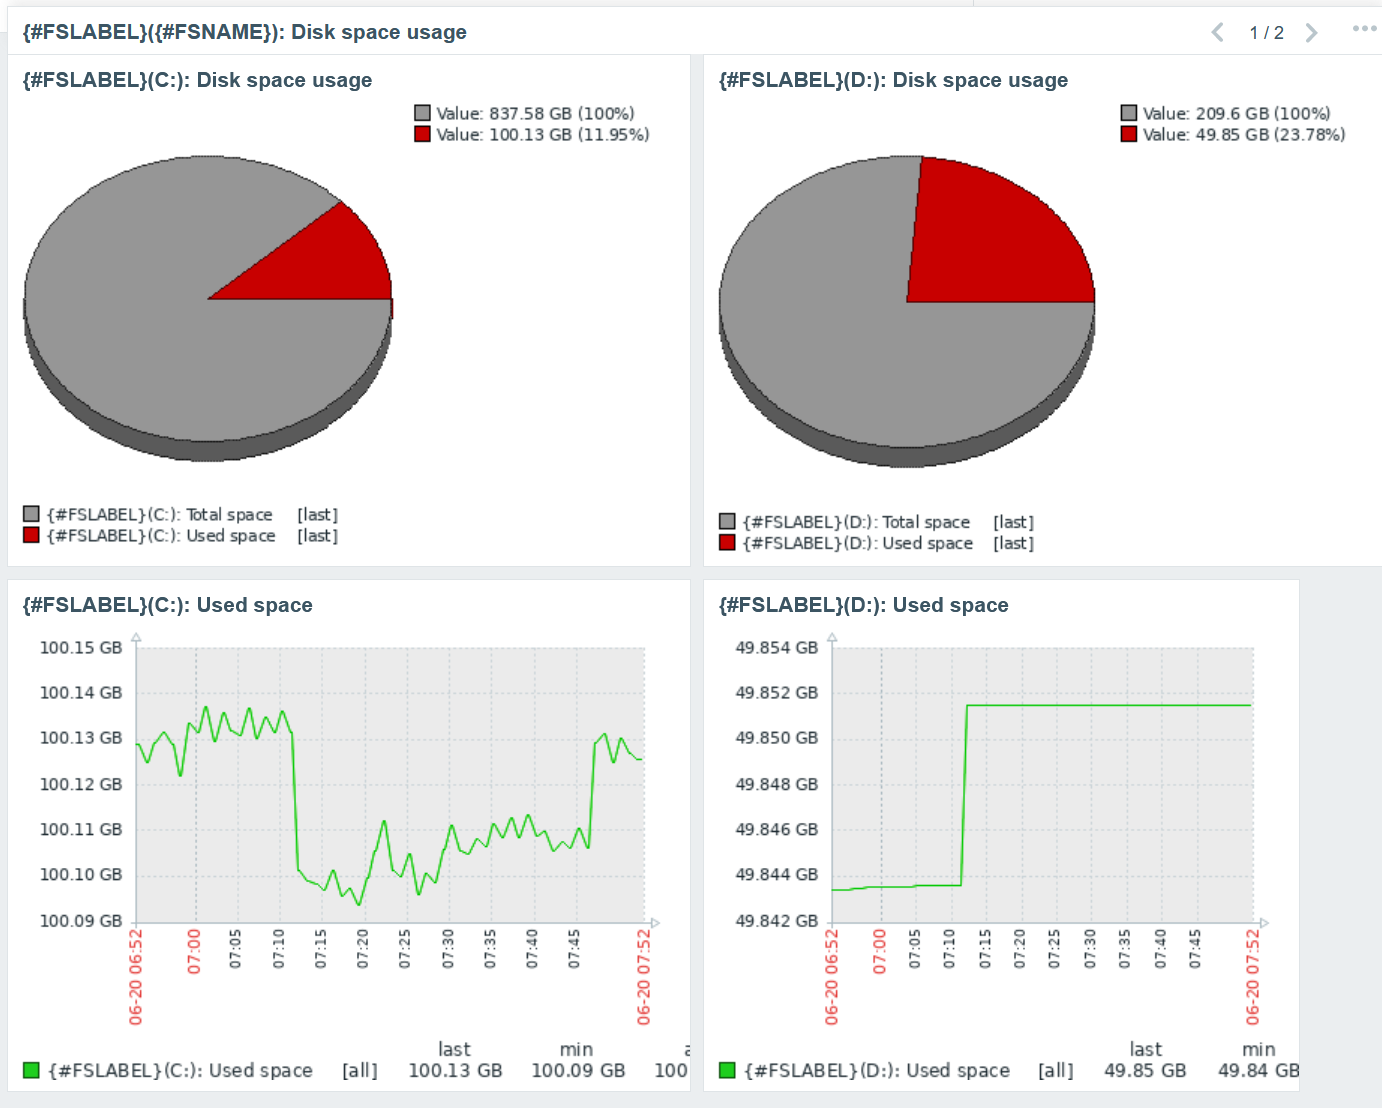 {#FSLABEL}({#FSNAME}): Disk space usage
1 / 2
{#FSLABEL}(C:): Disk space usage
Value: 837.58 GB (100%)
Value: 100.13 GB (11.95%)
{#FSLABEL}(C:): Total space [last]
{#FSLABEL}(C:): Used space [last]
{#FSLABEL}(D:): Disk space usage
Value: 209.6 GB (100%)
Value: 49.85 GB (23.78%)
{#FSLABEL}(D:): Total space [last]
{#FSLABEL}(D:): Used space [last]
{#FSLABEL}(C:): Used space
100.15 GB
100.14 GB
100.13 GB
100.12 GB
100.11 GB
100.10 GB
100.09 GB
06-20 06:52
07:00
07:05
07:10
07:15
07:20
07:25
07:30
07:35
07:40
07:45
06-20 07:52
last min a
{#FSLABEL}(C:): Used space [all] 100.13 GB 100.09 GB 100
{#FSLABEL}(D:): Used space
49.854 GB
49.852 GB
49.850 GB
49.848 GB
49.846 GB
49.844 GB
49.842 GB
06-20 06:52
07:00
07:05
07:10
07:15
07:20
07:25
07:30
07:35
07:40
07:45
06-20 07:52
last min
{#FSLABEL}(D:): Used space [all] 49.85 GB 49.84 GB